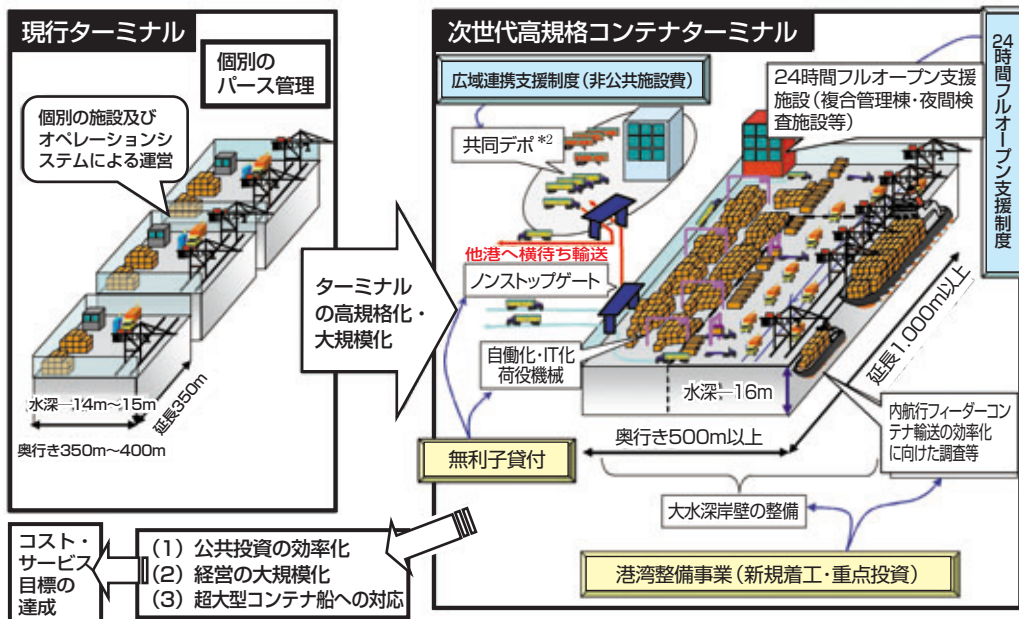 現行ターミナル
個別の
バース管理
個別の施設及び
オペレーションシ
ステムによる運営
水深－14m～15m
延長350m
奥行き350m～400m
ターミナル
の高規格化・
大規模化
次世代高規格コンテナターミナル
広域連携支援制度（非公共施設費）
24時間フルオープン支援
施設（複合管理棟・夜間検
査施設等）
24時間フルオープン支援制度
共同デポ*2
他港へ横待ち輸送
ノンストップゲート
自働化・IT化
荷役機械
水深－16m
延長1,000m以上
奥行き500m以上
内航行フィーダーコン
テナ輸送の効率化
に向けた調査等
無利子貸付
大水深岸壁の整備
港湾整備事業（新規着工・重点投資）
コスト・
サービス
目標の
達成
（1）公共投資の効率化
（2）経営の大規模化
（3）超大型コンテナ船への対応